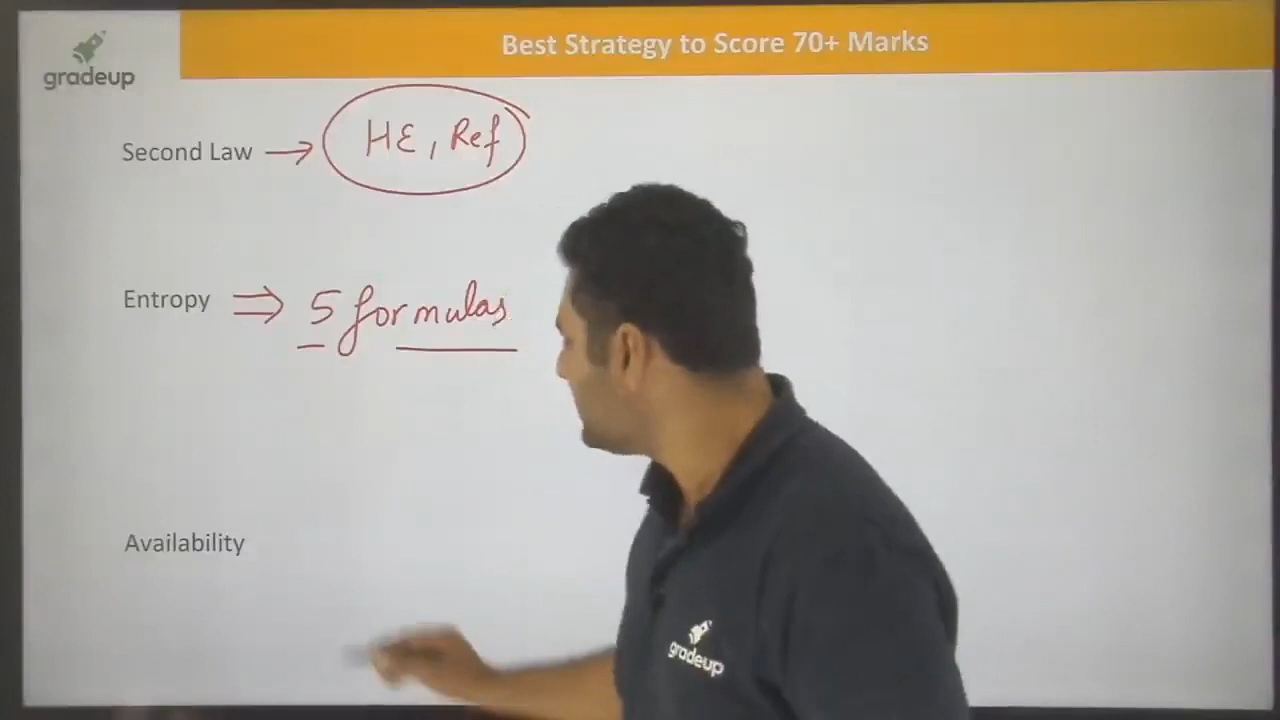 gradeup
Best Strategy to Score 70+ Marks
Second Law → HE, Ref
Entropy ⇒ 5 formulas
Availability
gradeup